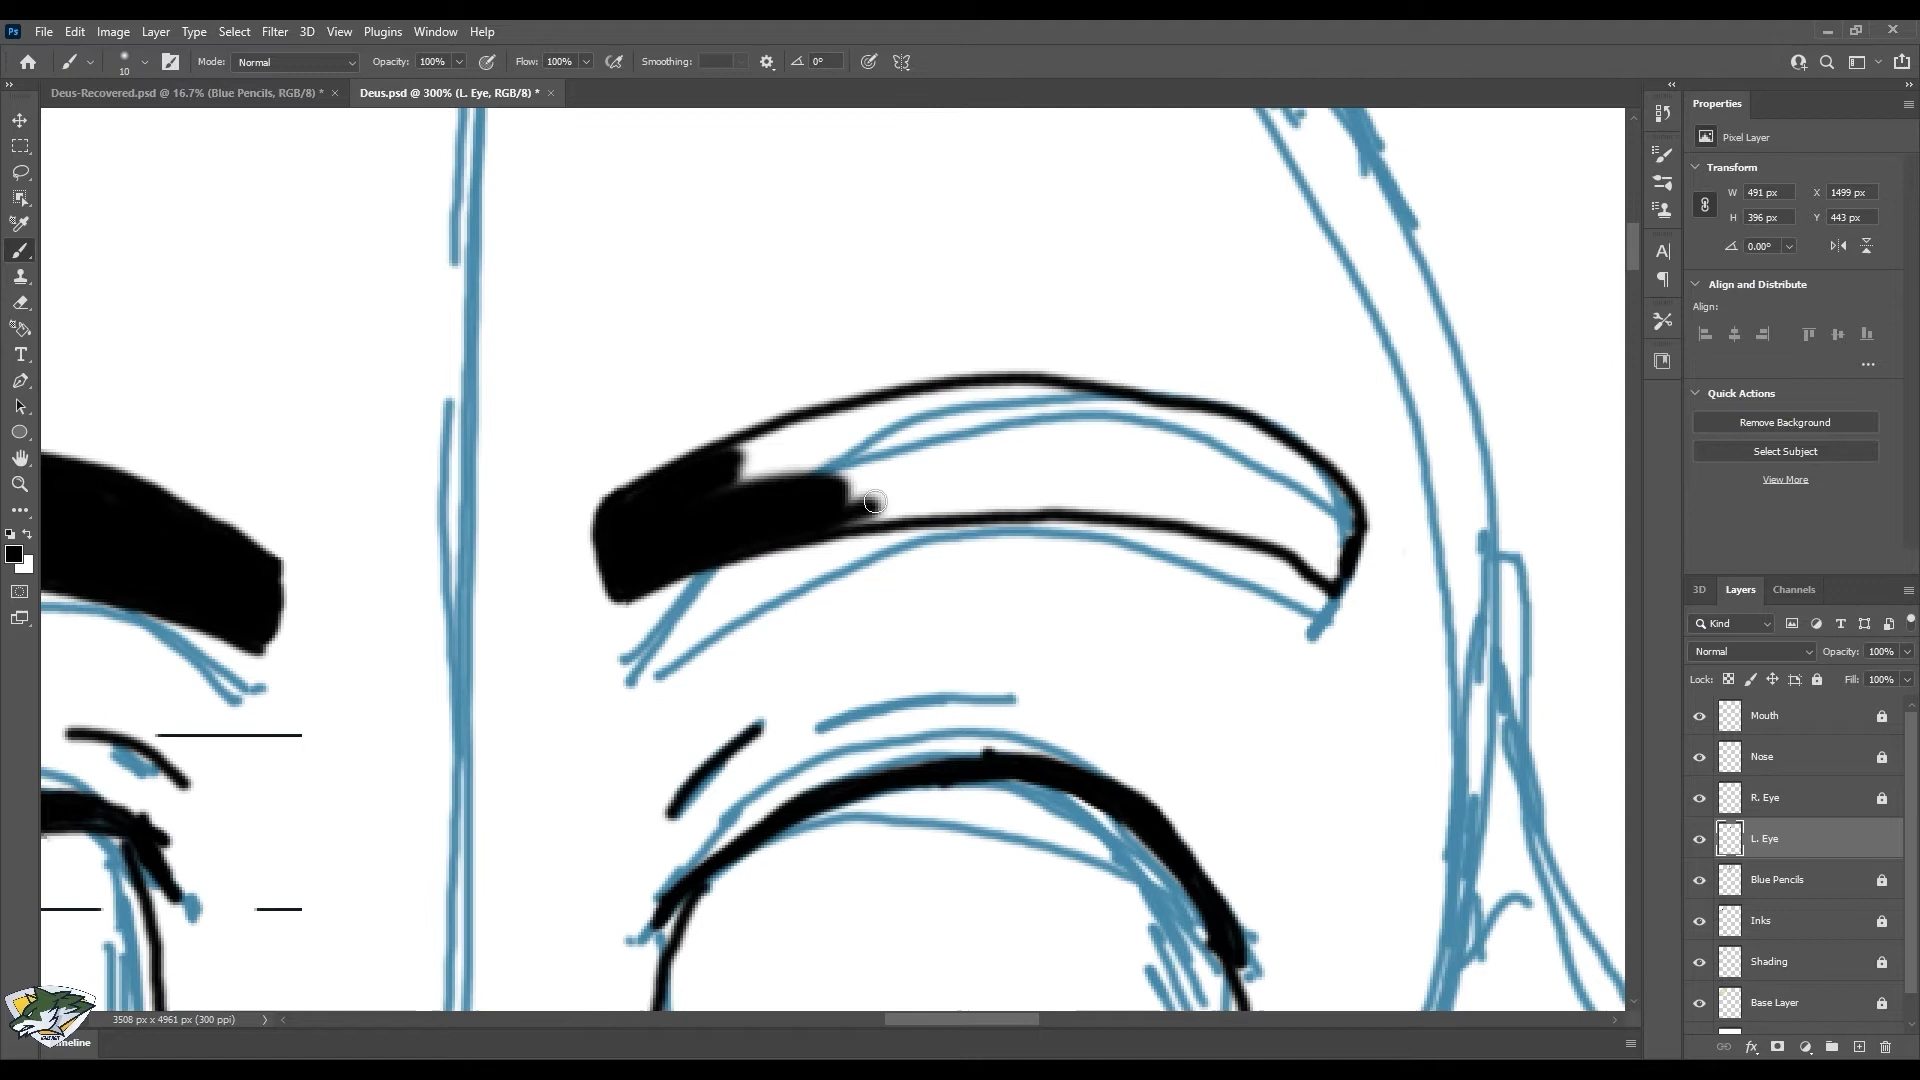 Ps File Edit Image Layer Type Select Filter 3D View Plugins Window Help
10 Mode: Normal Opacity: 100% Flow: 100% Smoothing: 0°
Deus-Recovered.psd @ 16.7% (Blue Pencils, RGB/8) * × Deus.psd @ 300% (L. Eye, RGB/8) * ×
Properties
Pixel Layer
Transform
W 491 px X 1499 px
H 396 px Y 443 px
0.00°
Align and Distribute
Align:
Quick Actions
Remove Background
Select Subject
View More
3D Layers Channels
Kind
Normal Opacity: 100%
Lock: Fill: 100%
Mouth
Nose
R. Eye
L. Eye
Blue Pencils
Inks
Shading
Base Layer
3508 px x 4961 px (300 ppi)